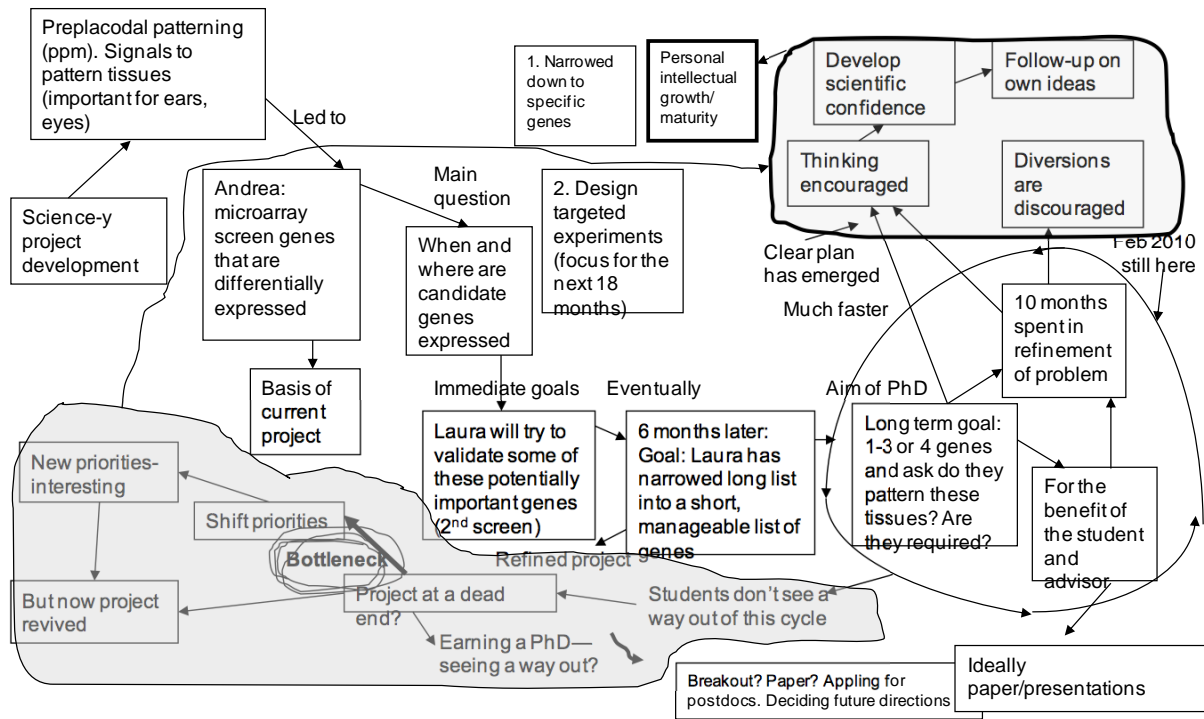 Preplacodal patterning
(ppm). Signals to
pattern tissues
(important for ears,
eyes)
Led to
1. Narrowed
down to
specific
genes
Personal
intellectual
growth/
maturity
Develop
scientific
confidence
Follow-up on
own ideas
Thinking
encouraged
Diversions
are
discouraged
Science-y
project
development
Andrea:
microarray
screen genes
that are
differentially
expressed
Main
question
When and
where are
candidate
genes
expressed
2. Design
targeted
experiments
(focus for the
next 18
months)
Clear plan
has emerged
Much faster
Feb 2010
still here
10 months
spent in
refinement
of problem
Basis of
current
project
Immediate goals
Eventually
Aim of PhD
Laura will try to
validate some of
these potentially
important genes
(2nd screen)
6 months later:
Goal: Laura has
narrowed long list
into a short,
manageable list of
genes
Long term goal:
1-3 or 4 genes
and ask do they
pattern these
tissues? Are
they required?
For the
benefit of
the student
and
advisor
New priorities-
interesting
Shift priorities
Bottleneck
Refined project
But now project
revived
Project at a dead
end?
Students don't see a
way out of this cycle
Earning a PhD—
seeing a way out?
Breakout? Paper? Applying for
postdocs. Deciding future directions
Ideally
paper/presentations